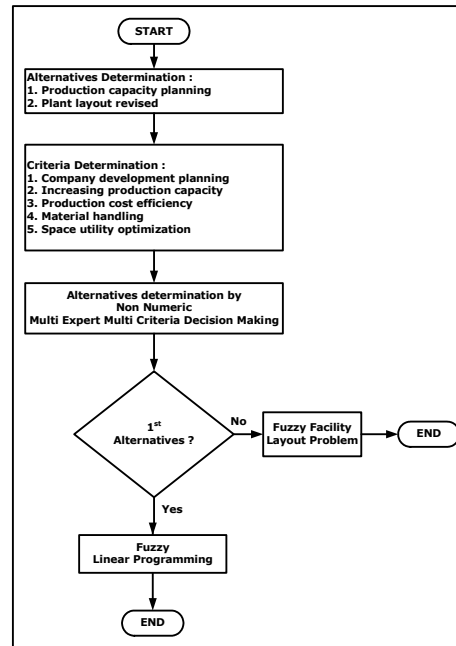 START
Alternatives Determination :
1. Production capacity planning
2. Plant layout revised
Criteria Determination :
1. Company development planning
2. Increasing production capacity
3. Production cost efficiency
4. Material handling
5. Space utility optimization
Alternatives determination by
Non Numeric
Multi Expert Multi Criteria Decision Making
1st
Alternatives ?
No
Fuzzy Facility
Layout Problem
END
Yes
Fuzzy
Linear Programming
END